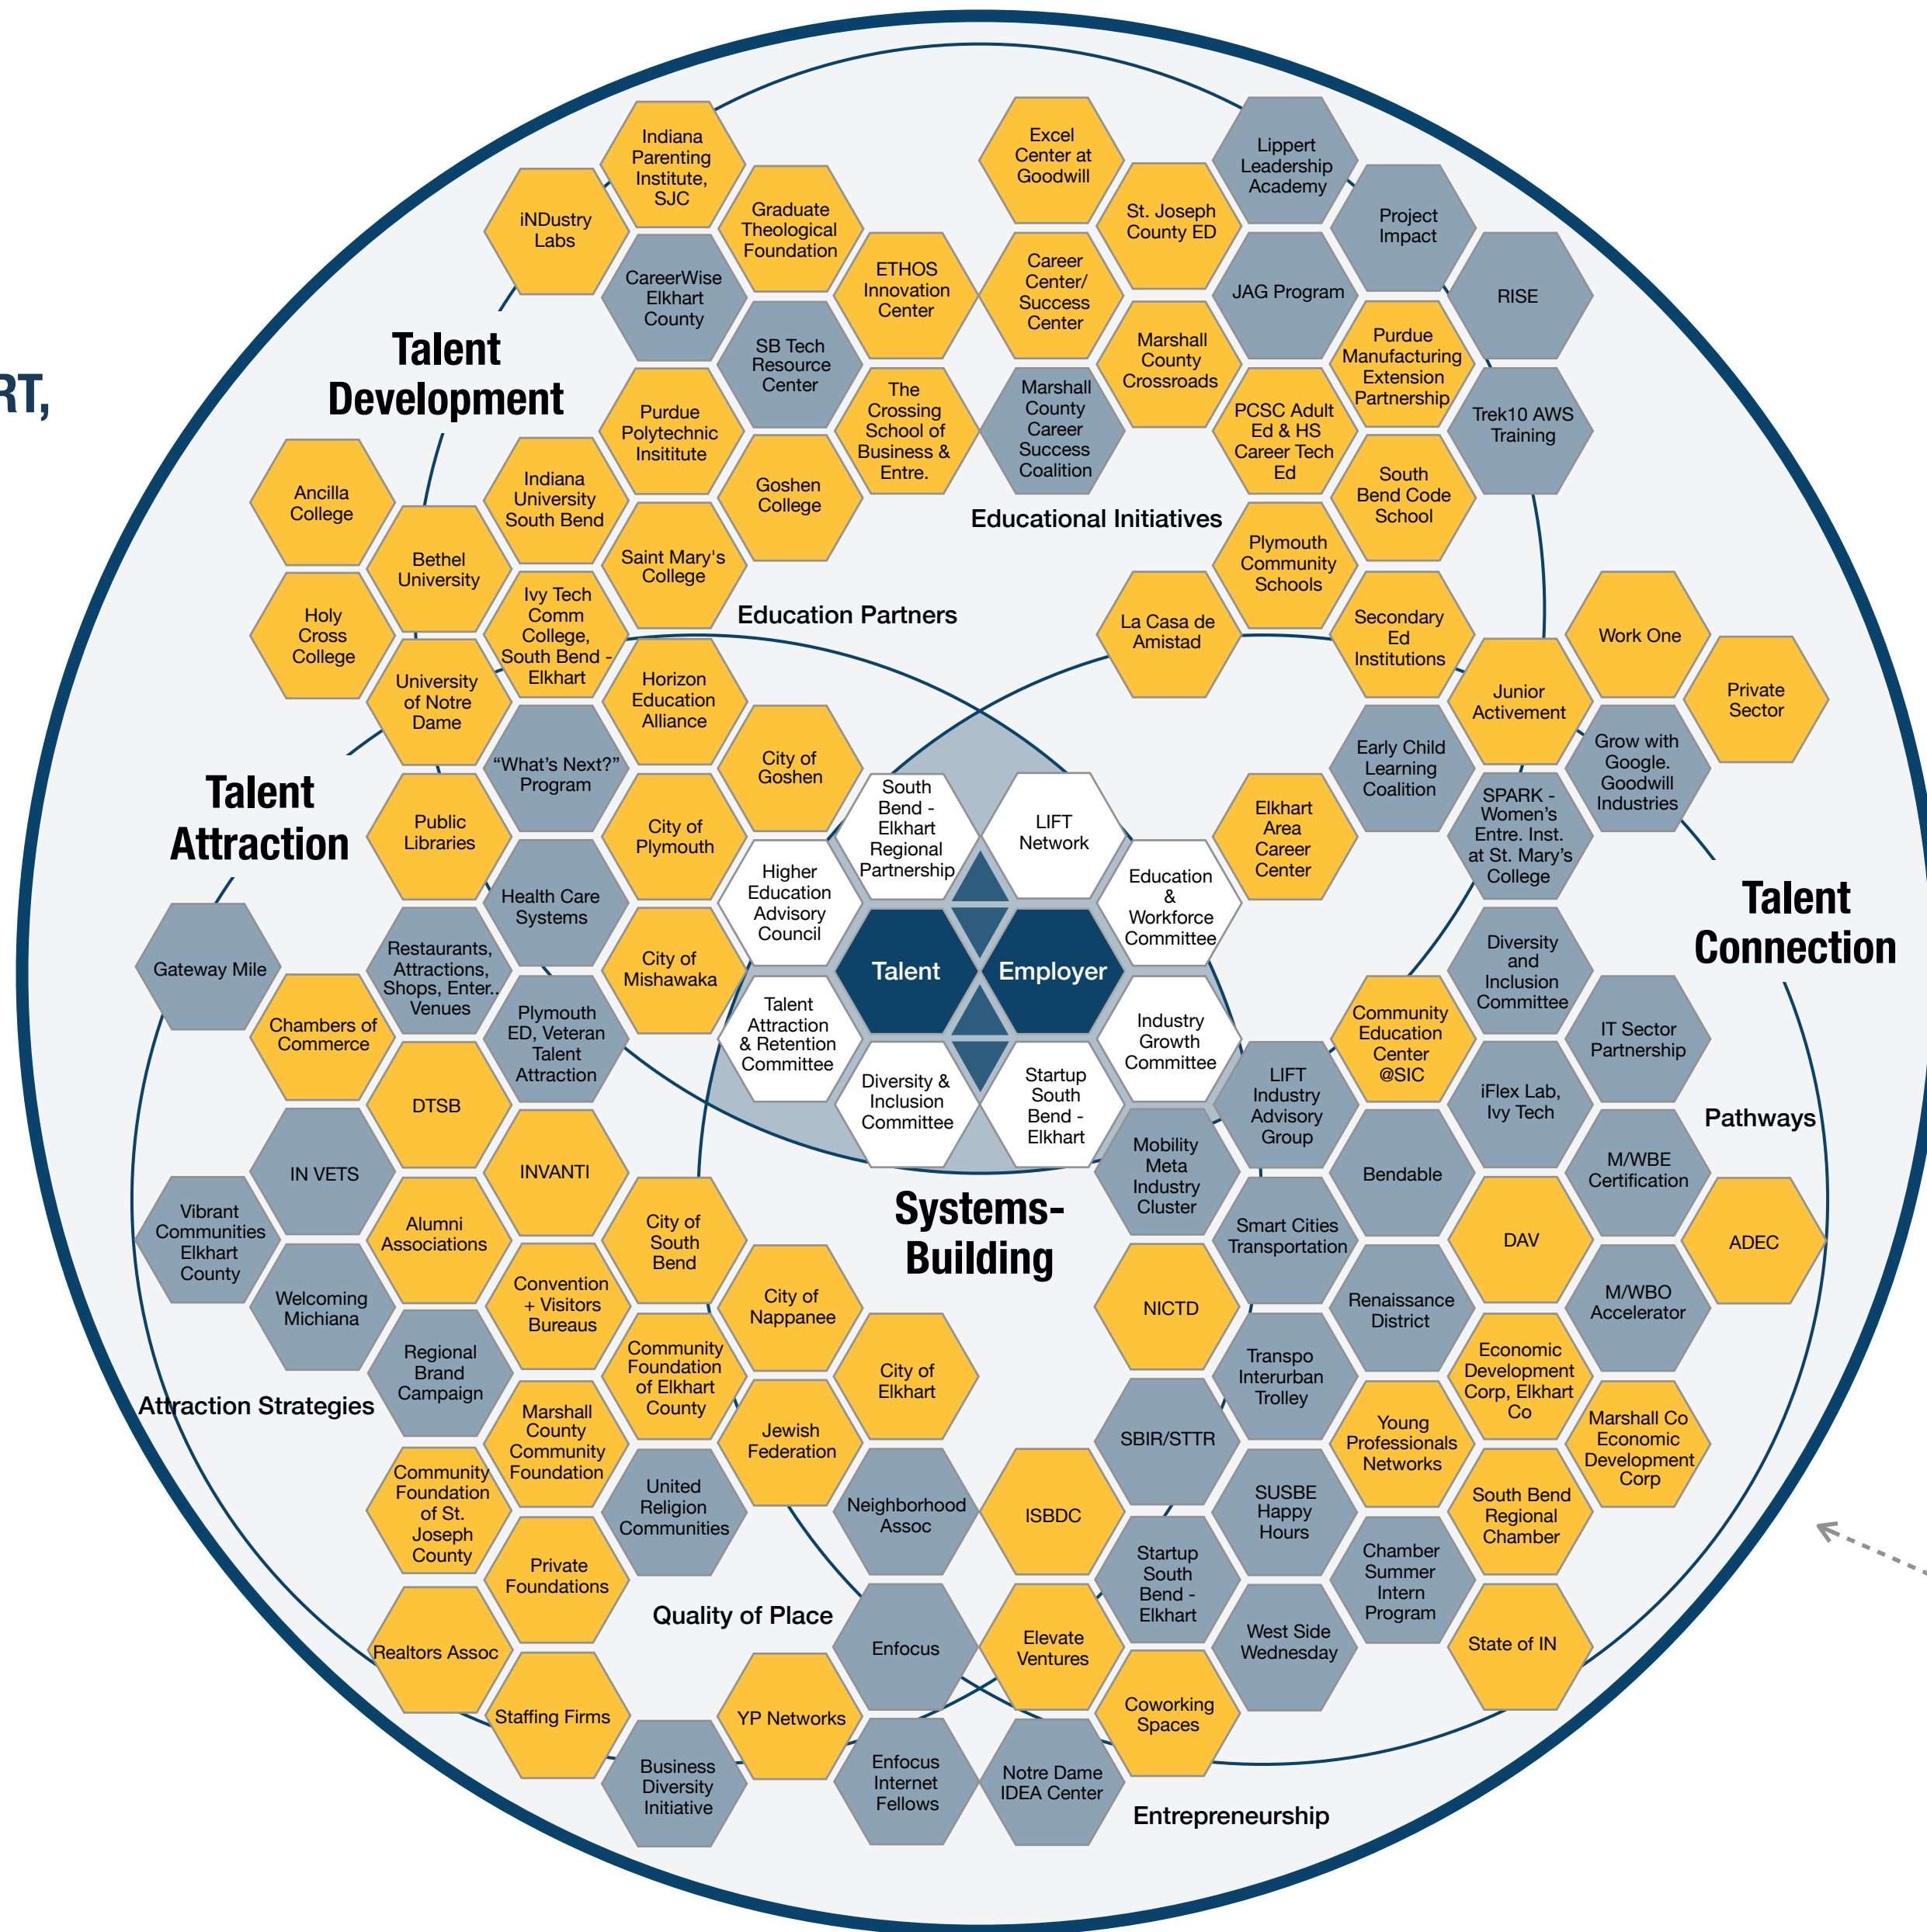 RT,
Indiana
Parenting
Institute,
SJC
Excel
Center at
Goodwill
Lippert
Leadership
Academy
iNDustry
Labs
Graduate
Theological
Foundation
St. Joseph
County ED
Project
Impact
CareerWise
Elkhart
County
ETHOS
Innovation
Center
Career
Center/
Success
Center
JAG Program
RISE
Talent
Development
SB Tech
Resource
Center
Marshall
County
Crossroads
Purdue
Manufacturing
Extension
Partnership
Purdue
Polytechnic
Insititute
The
Crossing
School of
Business &
Entre.
Marshall
County
Career
Success
Coalition
PCSC Adult
Ed & HS
Career Tech
Ed
Trek10 AWS
Training
Ancilla
College
Indiana
University
South Bend
Goshen
College
South
Bend Code
School
Educational Initiatives
Bethel
University
Saint Mary's
College
Plymouth
Community
Schools
Education Partners
Holy
Cross
College
Ivy Tech
Comm
College,
South Bend -
Elkhart
La Casa de
Amistad
Secondary
Ed
Institutions
Work One
University
of Notre
Dame
Horizon
Education
Alliance
Junior
Activement
Private
Sector
"What's Next?"
Program
City of
Goshen
Early Child
Learning
Coalition
Grow with
Google.
Goodwill
Industries
Talent
Attraction
Public
Libraries
City of
Plymouth
South
Bend -
Elkhart
Regional
Partnership
LIFT
Network
Elkhart
Area
Career
Center
SPARK -
Women's
Entre. Inst.
at St. Mary's
College
Health Care
Systems
Higher
Education
Advisory
Council
Education
&
Workforce
Committee
Talent
Connection
Gateway Mile
Restaurants,
Attractions,
Shops, Enter..
Venues
City of
Mishawaka
Talent
Employer
Diversity
and
Inclusion
Committee
Chambers of
Commerce
Plymouth
ED, Veteran
Talent
Attraction
Talent
Attraction
& Retention
Committee
Industry
Growth
Committee
Community
Education
Center
@SIC
IT Sector
Partnership
DTSB
Diversity &
Inclusion
Committee
Startup
South
Bend -
Elkhart
LIFT
Industry
Advisory
Group
iFlex Lab,
Ivy Tech
Pathways
IN VETS
INVANTI
Mobility
Meta
Industry
Cluster
Bendable
M/WBE
Certification
Vibrant
Communities
Elkhart
County
Alumni
Associations
City of
South
Bend
Systems-
Building
Smart Cities
Transportation
DAV
ADEC
Welcoming
Michiana
Convention
+ Visitors
Bureaus
City of
Nappanee
NICTD
Renaissance
District
M/WBO
Accelerator
Regional
Brand
Campaign
Community
Foundation
of Elkhart
County
City of
Elkhart
Transpo
Interurban
Trolley
Economic
Development
Corp, Elkhart
Co
Attraction Strategies
Marshall
County
Community
Foundation
Jewish
Federation
SBIR/STTR
Young
Professionals
Networks
Marshall Co
Economic
Development
Corp
Community
Foundation
of St.
Joseph
County
United
Religion
Communities
Neighborhood
Assoc
ISBDC
SUSBE
Happy
Hours
South Bend
Regional
Chamber
Private
Foundations
Startup
South
Bend -
Elkhart
Chamber
Summer
Intern
Program
Quality of Place
Realtors Assoc
Enfocus
Elevate
Ventures
West Side
Wednesday
State of IN
Staffing Firms
YP Networks
Coworking
Spaces
Business
Diversity
Initiative
Enfocus
Internet
Fellows
Notre Dame
IDEA Center
Entrepreneurship